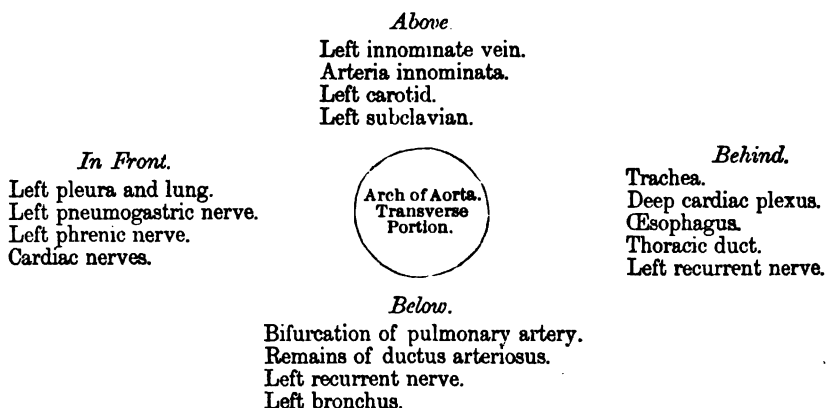 Above
Left innominate vein.
Arteria innominata.
Left carotid.
Left subclavian.
In Front.
Left pleura and lung.
Left pneumogastric nerve.
Left phrenic nerve.
Cardiac nerves.
Arch of Aorta.
Transverse
Portion.
Behind.
Trachea.
Deep cardiac plexus.
Œsophagus.
Thoracic duct.
Left recurrent nerve.
Below.
Bifurcation of pulmonary artery.
Remains of ductus arteriosus.
Left recurrent nerve.
Left bronchus.